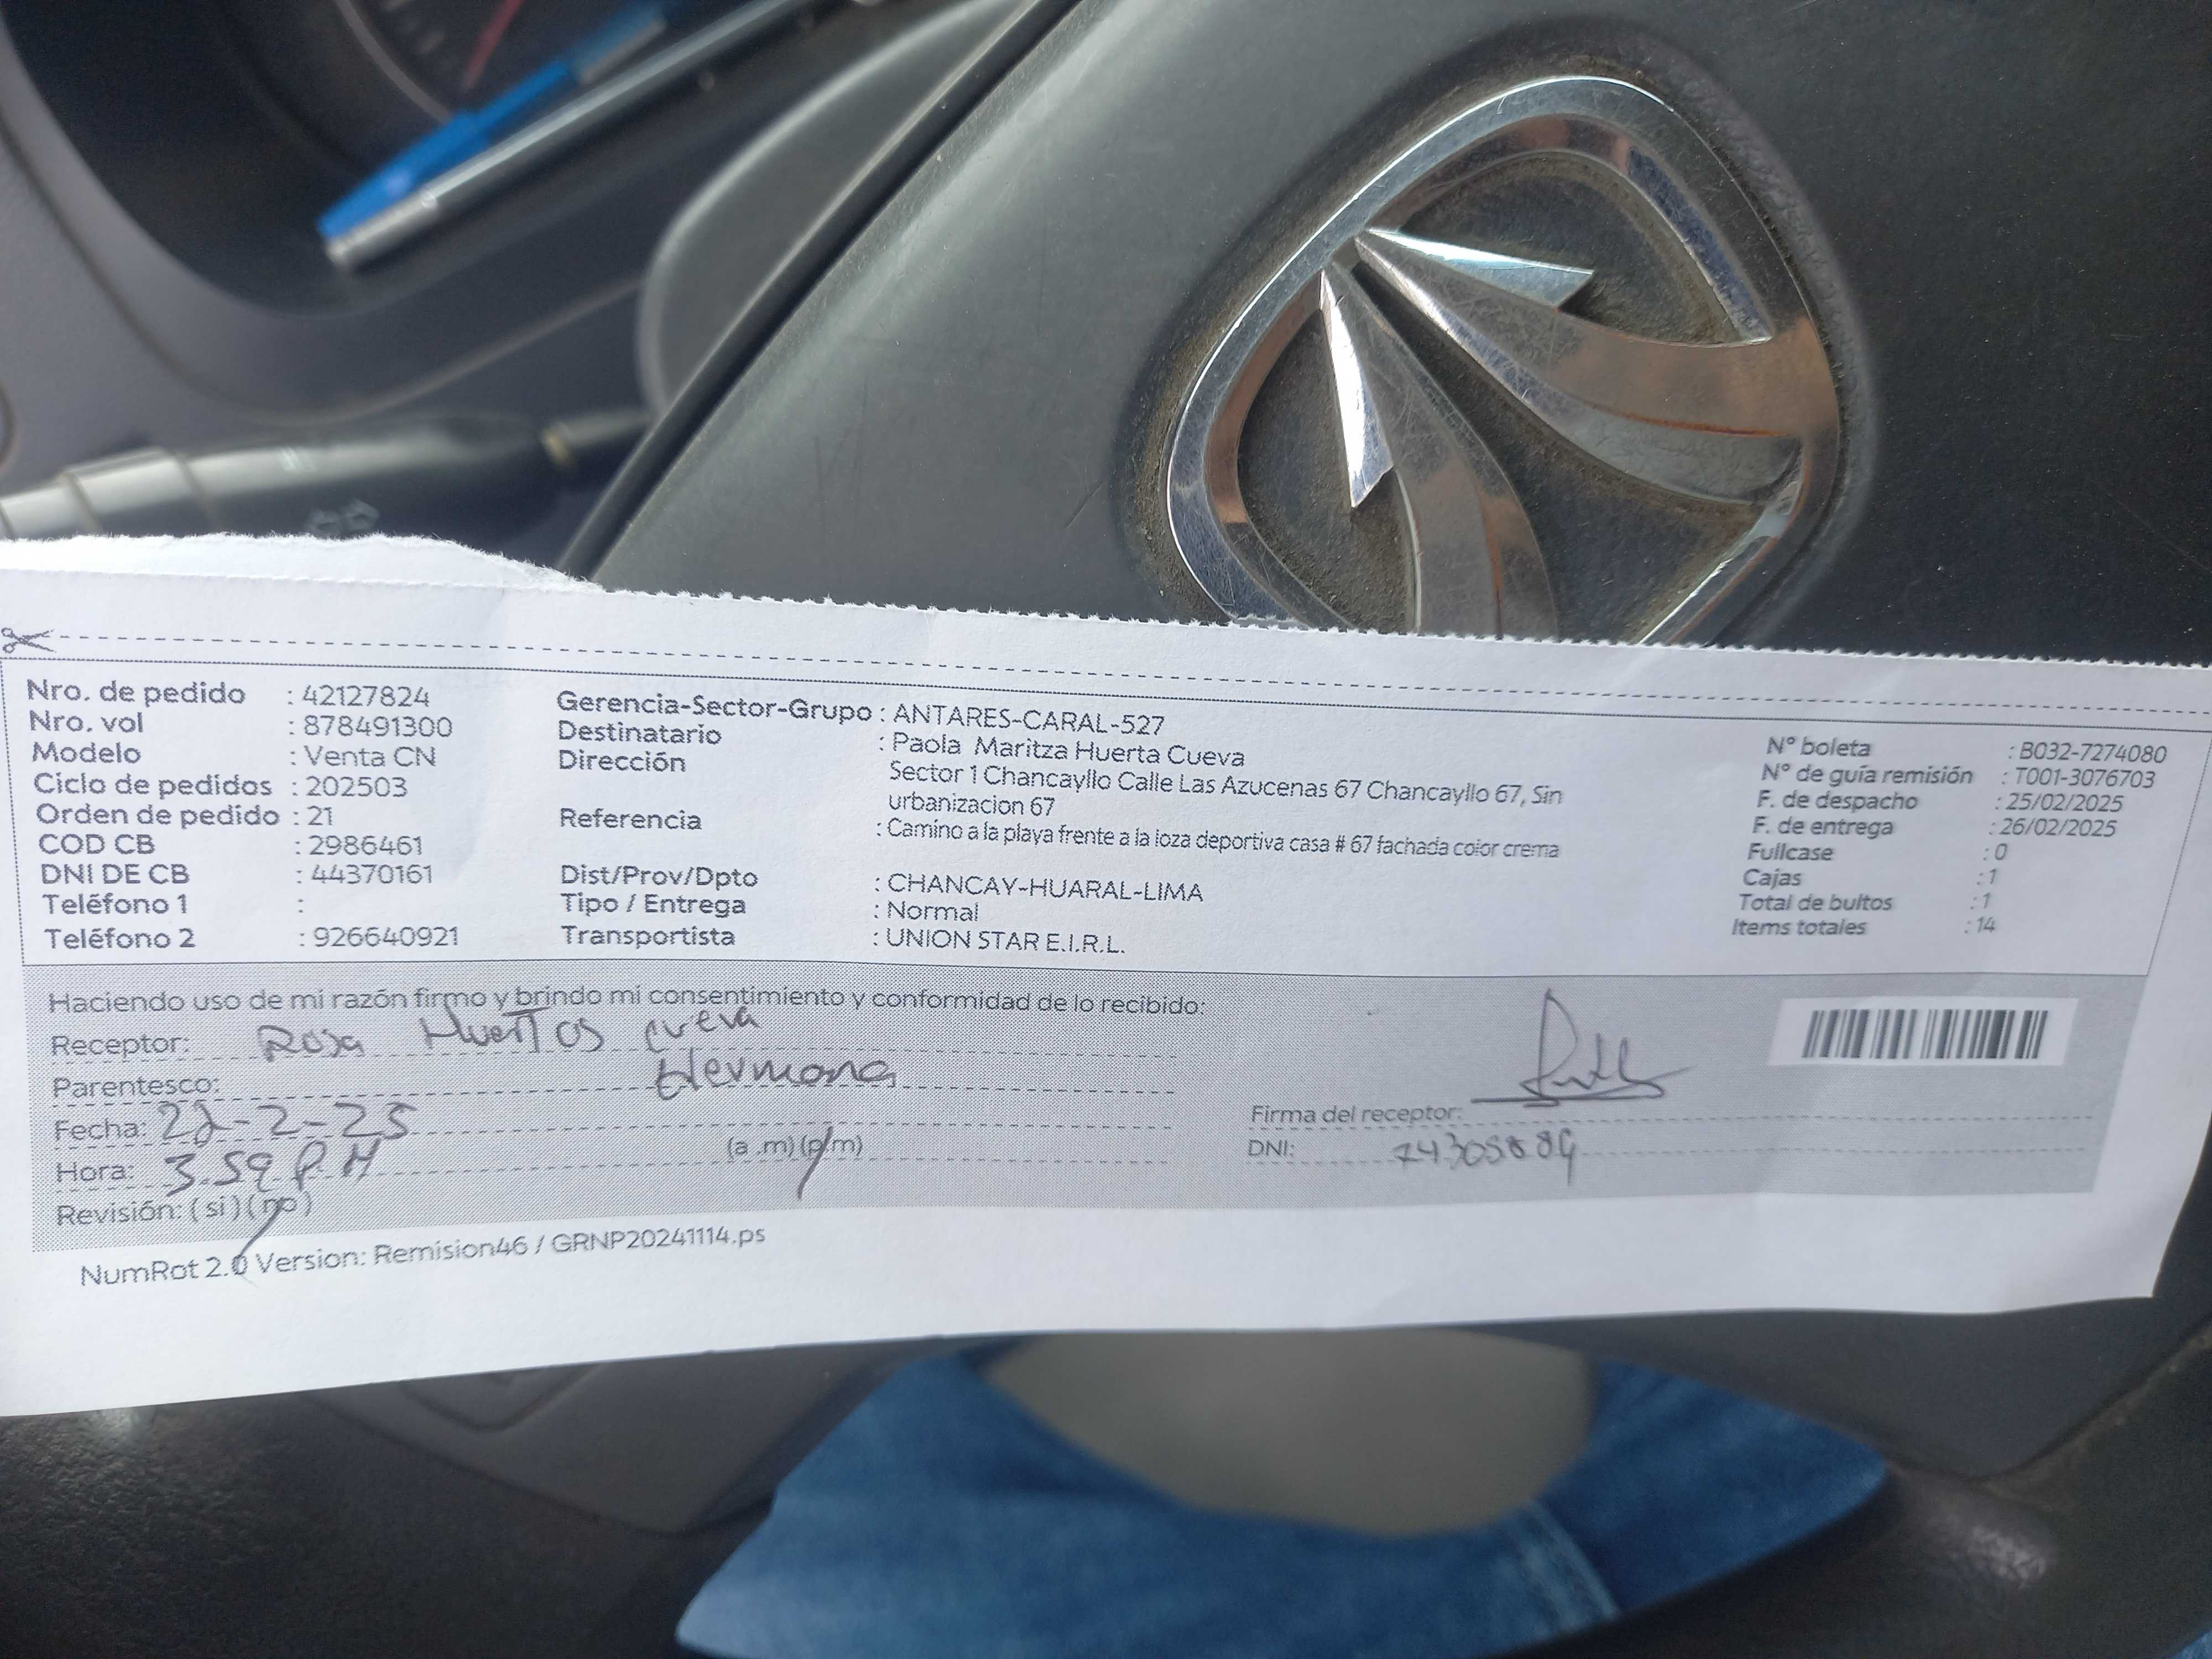 Nro. de pedido : 42127824
Nro. vol : 878491300
Modelo : Venta CN
Ciclo de pedidos : 202503
Orden de pedido : 21
COD CB : 2986461
DNI DE CB : 44370161
Teléfono 1 :
Teléfono 2 : 926640921
Gerencia-Sector-Grupo : ANTARES-CARAL-527
Destinatario : Paola Maritza Huerta Cueva
Dirección Sector 1 Chancayllo Calle Las Azucenas 67 Chancayllo 67, Sin
urbanizacion 67
Referencia : Camino a la playa frente a la loza deportiva casa # 67 fachada color crema
Dist/Prov/Dpto : CHANCAY-HUARAL-LIMA
Tipo / Entrega : Normal
Transportista : UNION STAR E.I.R.L.
N° boleta : B032-7274080
N° de guía remisión : T001-3076703
F. de despacho : 25/02/2025
F. de entrega : 26/02/2025
Fullcase : 0
Cajas : 1
Total de bultos : 1
Items totales : 14
Haciendo uso de mi razón firmo y brindo mi consentimiento y conformidad de lo recibido:
Receptor: Rosa Huertos cueva
Parentesco: Hermana
Fecha: 22-2-25
Hora: 3.59 P.M (a .m) (p.m)
Revisión: ( si ) ( no )
Firma del receptor:
DNI: 74305889
NumRot 2.0 Version: Remision46 / GRNP20241114.ps